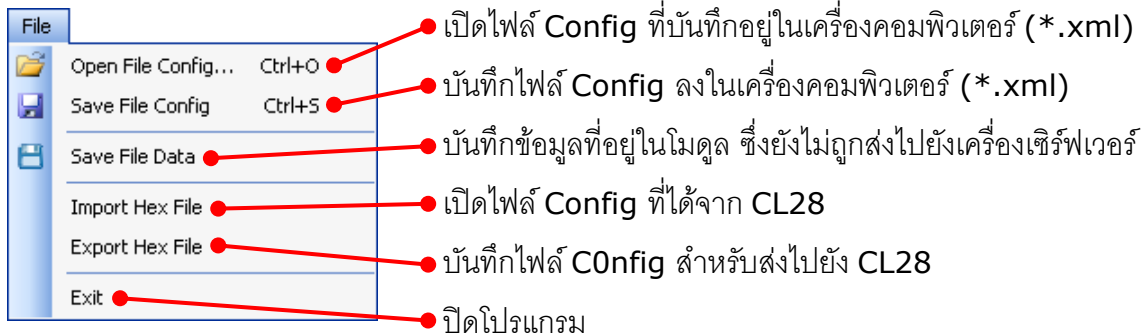 File
Open File Config... Ctrl+O
เปิดไฟล์ Config ที่บันทึกอยู่ในเครื่องคอมพิวเตอร์ (*.xml)
Save File Config Ctrl+S
บันทึกไฟล์ Config ลงในเครื่องคอมพิวเตอร์ (*.xml)
Save File Data
บันทึกข้อมูลที่อยู่ในโมดูล ซึ่งยังไม่ถูกส่งไปยังเครื่องเซิร์ฟเวอร์
Import Hex File
เปิดไฟล์ Config ที่ได้จาก CL28
Export Hex File
บันทึกไฟล์ C0nfig สำหรับส่งไปยัง CL28
Exit
ปิดโปรแกรม